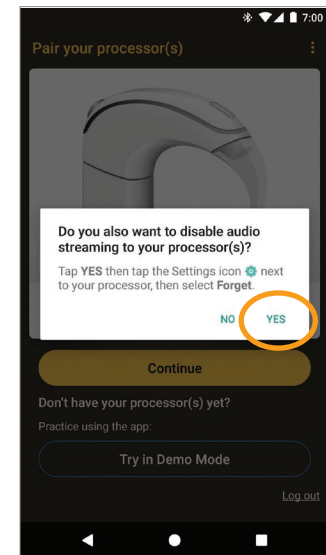 7:00
Pair your processor(s)
Do you also want to disable audio
streaming to your processor(s)?
Tap YES then tap the Settings icon next
to your processor, then select Forget.
NO YES
Continue
Don't have your processor(s) yet?
Practice using the app:
Try in Demo Mode
Log out